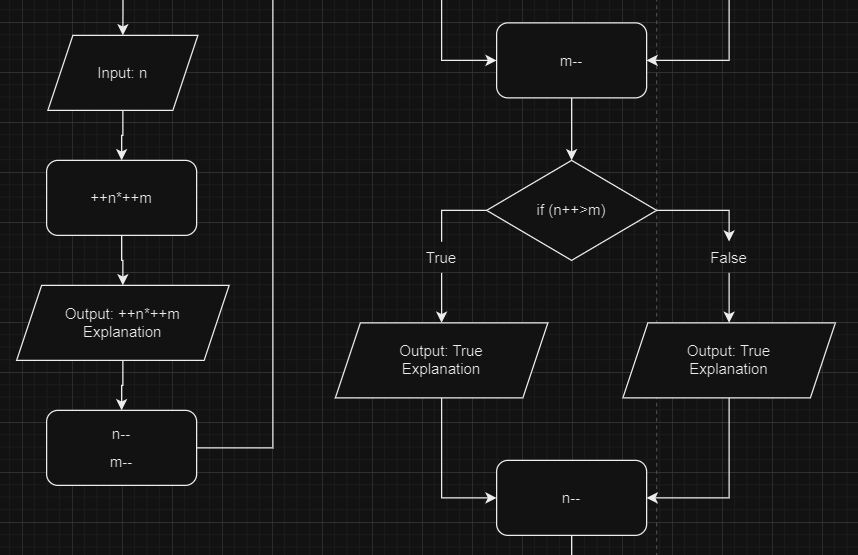 Input: n
++n*++m
Output: ++n*++m
Explanation
n--
m--
m--
if (n++>m)
True
False
Output: True
Explanation
Output: True
Explanation
n--